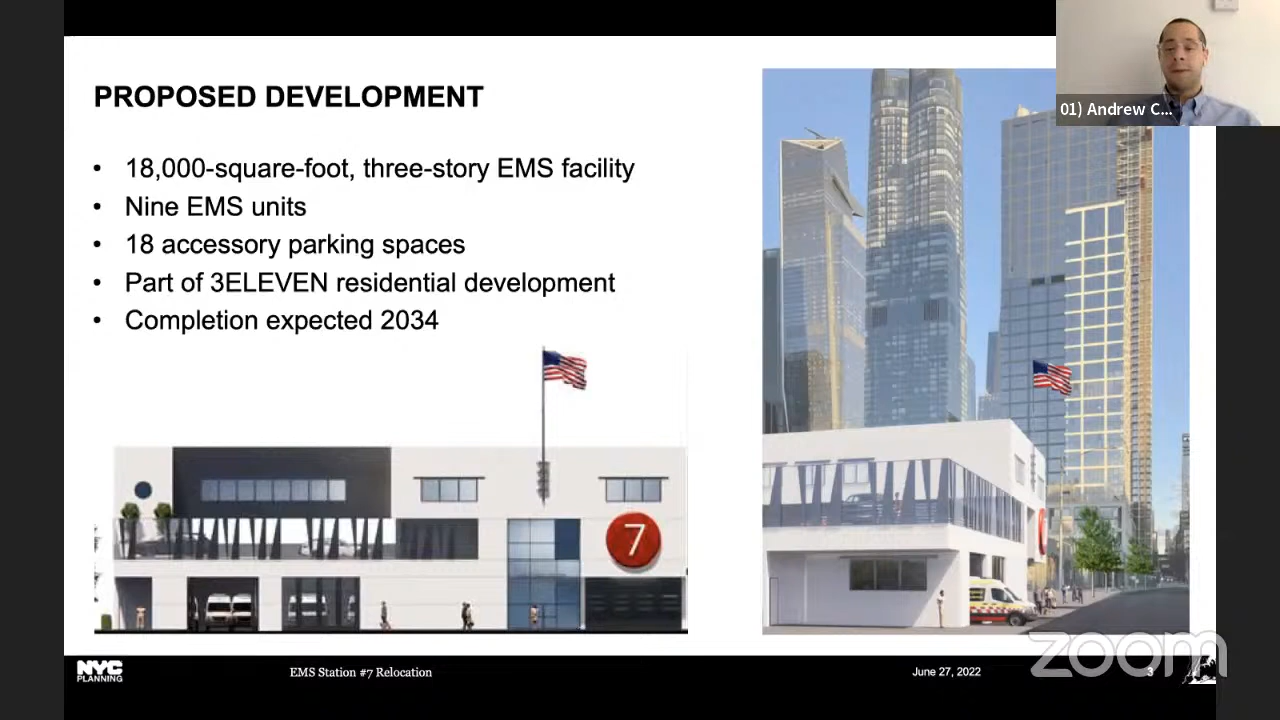 PROPOSED DEVELOPMENT
01) Andrew C...
• 18,000-square-foot, three-story EMS facility
• Nine EMS units
• 18 accessory parking spaces
• Part of 3ELEVEN residential development
• Completion expected 2034
7
NYC
PLANNING
EMS Station #7 Relocation
June 27, 2022
3
zoom